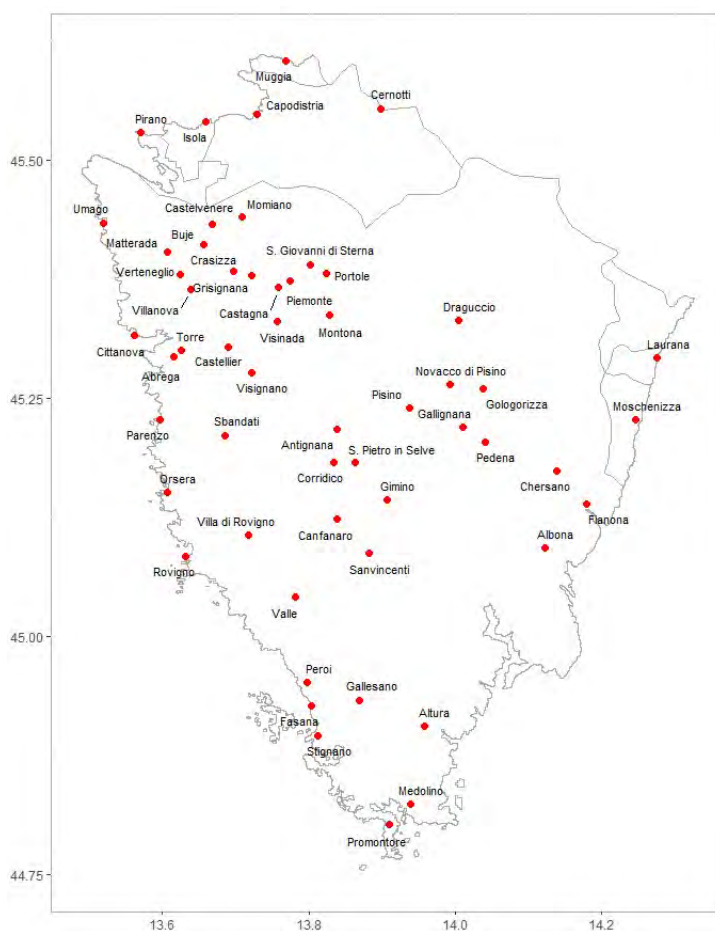 Muggia
Cernotti
Capodistria
Pirano
Isola
45.50
Castelvenere
Momiano
Umago
Buje
Matterada
S. Giovanni di Sterna
Crasizza
Verteneglio
Portole
Grisignana
Piemonte
Villanova
Castagna
Draguccio
Visinada
Montona
Torre
Laurana
Cittanova
Castellier
Abrega
Novacco di Pisino
Visignano
45.25
Pisino
Gologorizza
Moschenizza
Sbandati
Gallignana
Parenzo
Antignana
S. Pietro in Selve
Pedena
Orsera
Corridico
Gimino
Chersano
Villa di Rovigno
Fianona
Canfanaro
Albona
Rovigno
Sanvincenti
Valle
45.00
Peroi
Gallesano
Altura
Fasana
Stignano
Medolino
Promontore
44.75
13.6 13.8 14.0 14.2